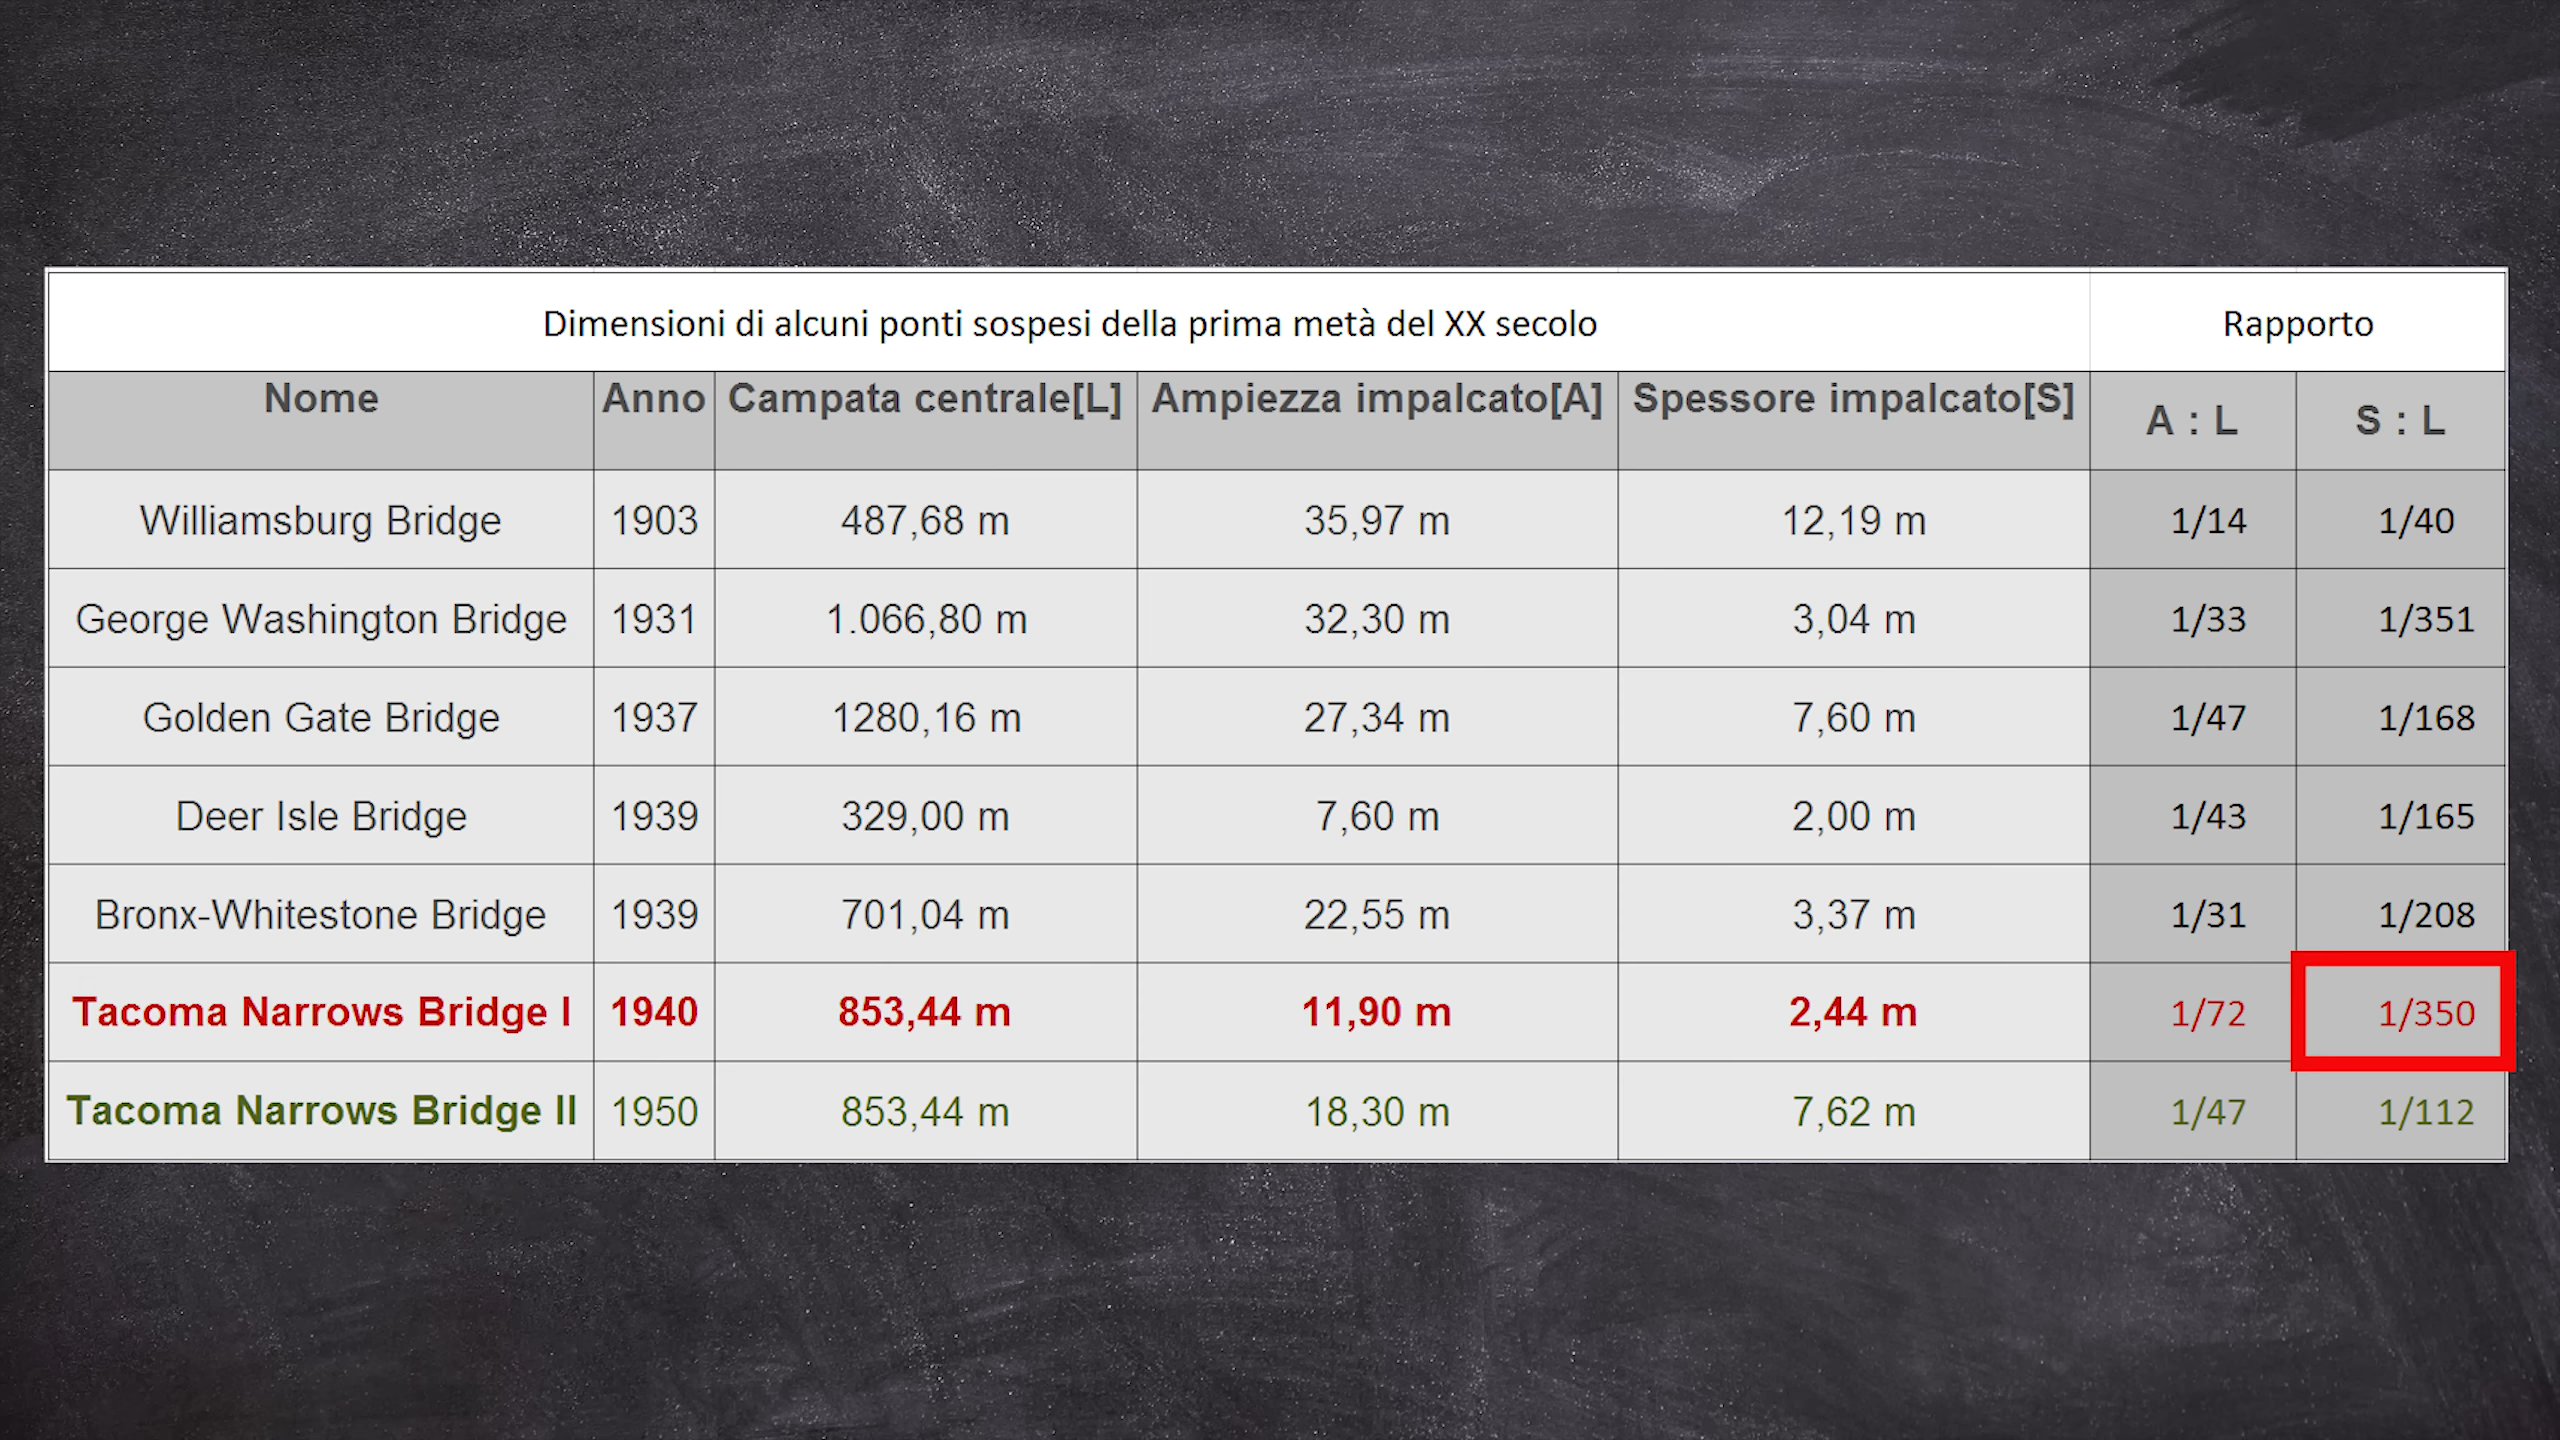 Dimensioni di alcuni ponti sospesi della prima metà del XX secolo Rapporto
Nome Anno Campata centrale[L] Ampiezza impalcato[A] Spessore impalcato[S] A : L S : L
Williamsburg Bridge 1903 487,68 m 35,97 m 12,19 m 1/14 1/40
George Washington Bridge 1931 1.066,80 m 32,30 m 3,04 m 1/33 1/351
Golden Gate Bridge 1937 1280,16 m 27,34 m 7,60 m 1/47 1/168
Deer Isle Bridge 1939 329,00 m 7,60 m 2,00 m 1/43 1/165
Bronx-Whitestone Bridge 1939 701,04 m 22,55 m 3,37 m 1/31 1/208
Tacoma Narrows Bridge I 1940 853,44 m 11,90 m 2,44 m 1/72 1/350
Tacoma Narrows Bridge II 1950 853,44 m 18,30 m 7,62 m 1/47 1/112